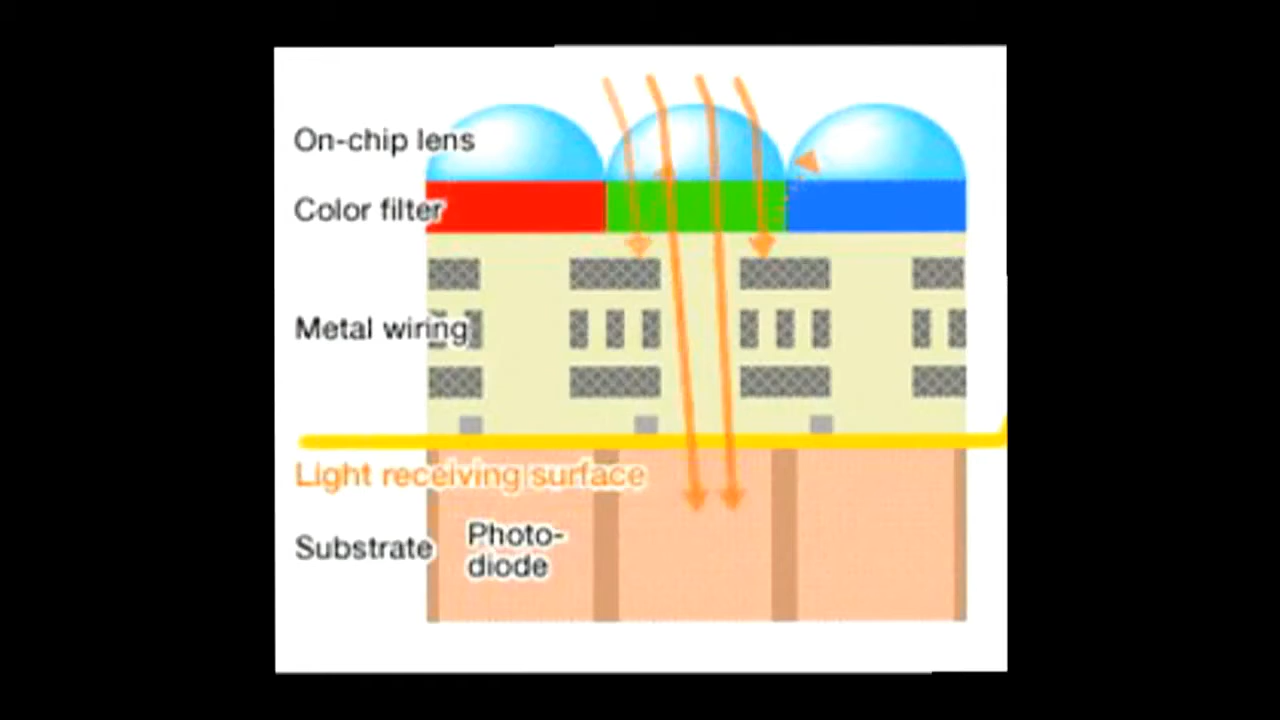 On-chip lens
Color filter
Metal wiring
Light receiving surface
Substrate
Photo-
diode